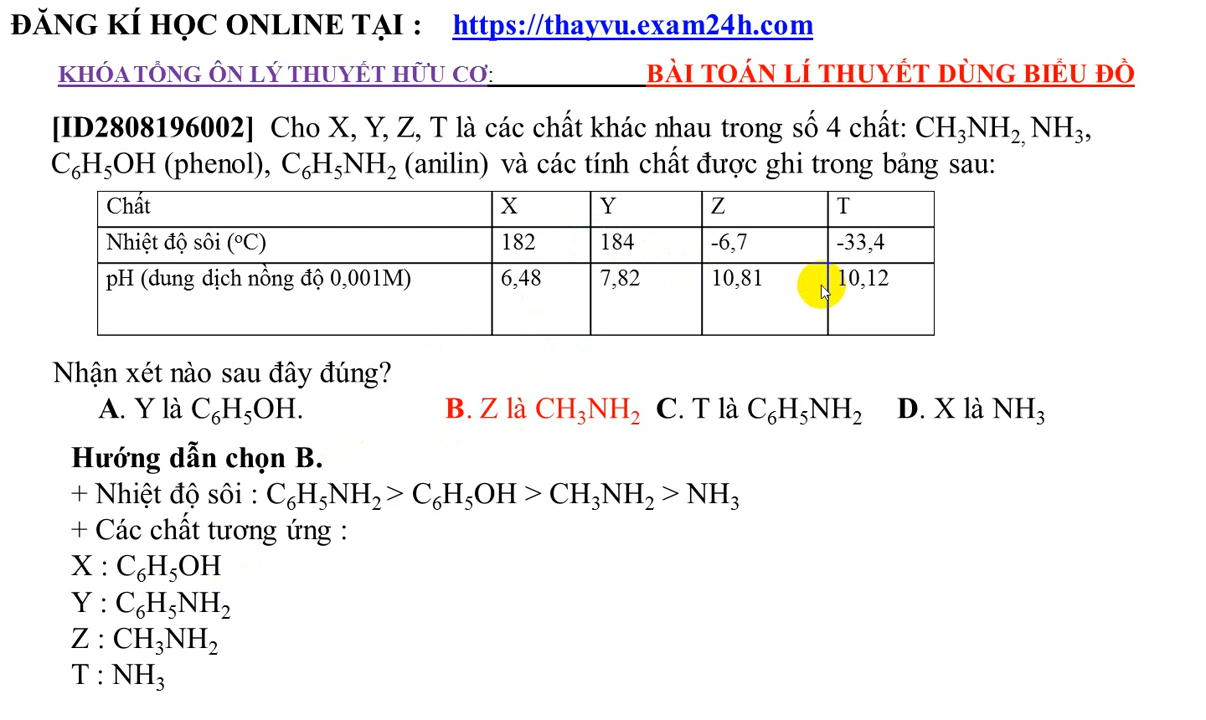 ĐĂNG KÍ HỌC ONLINE TẠI : https://thayvu.exam24h.com
KHÓA TỔNG ÔN LÝ THUYẾT HỮU CƠ: BÀI TOÁN LÍ THUYẾT DÙNG BIỂU ĐỒ
[ID2808196002] Cho X, Y, Z, T là các chất khác nhau trong số 4 chất: CH₃NH₂, NH₃,
C₆H₅OH (phenol), C₆H₅NH₂ (anilin) và các tính chất được ghi trong bảng sau:
Chất X Y Z T
Nhiệt độ sôi (°C) 182 184 -6,7 -33,4
pH (dung dịch nồng độ 0,001M) 6,48 7,82 10,81 10,12
Nhận xét nào sau đây đúng?
A. Y là C₆H₅OH. B. Z là CH₃NH₂ C. T là C₆H₅NH₂ D. X là NH₃
Hướng dẫn chọn B.
+ Nhiệt độ sôi : C₆H₅NH₂ > C₆H₅OH > CH₃NH₂ > NH₃
+ Các chất tương ứng :
X : C₆H₅OH
Y : C₆H₅NH₂
Z : CH₃NH₂
T : NH₃